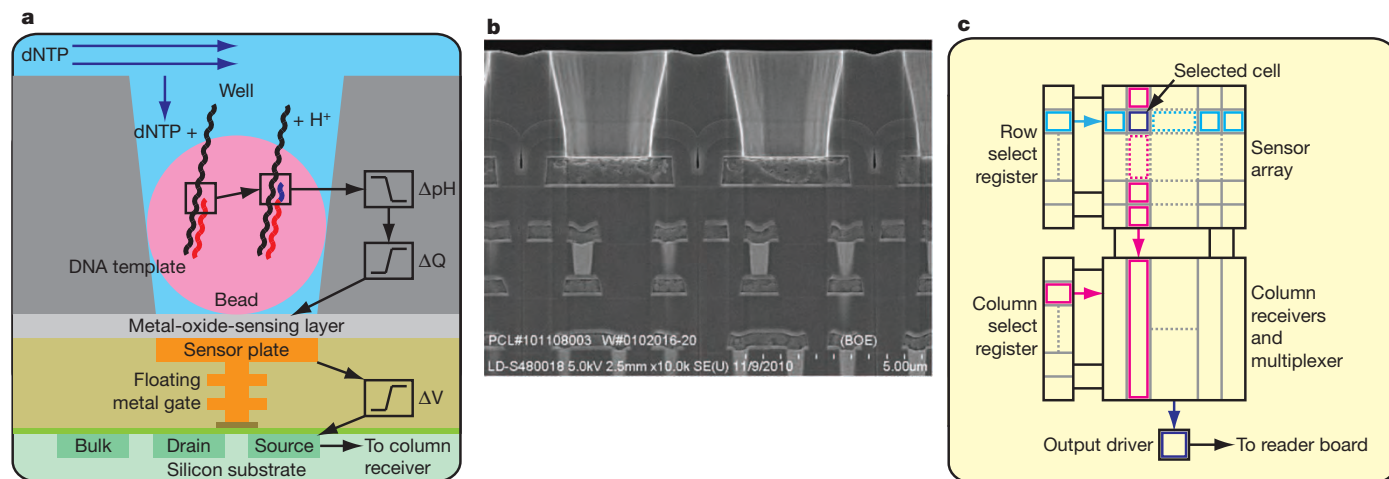 a
dNTP
Well
dNTP +
+ H⁺
ΔpH
ΔQ
DNA template
Bead
Metal-oxide-sensing layer
Sensor plate
Floating
metal gate
ΔV
Bulk
Drain
Source
To column
receiver
Silicon substrate
b
PCL#101108003 W#0102016-20 (BOE)
LD-S480018 5.0kV 2.5mm x10.0k SE(U) 11/9/2010 5.00um
c
Selected cell
Row
select
register
Sensor
array
Column
select
register
Column
receivers
and
multiplexer
Output driver
To reader board